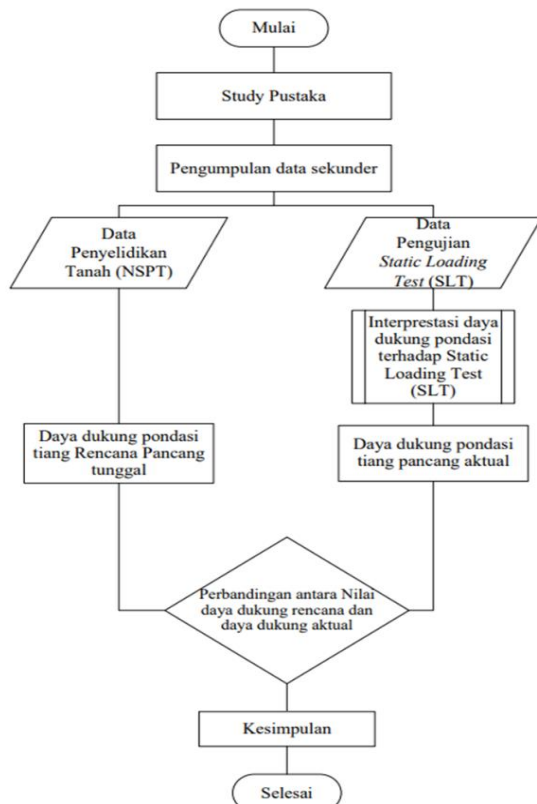 Mulai
Study Pustaka
Pengumpulan data sekunder
Data
Penyelidikan
Tanah (NSPT)
Data
Pengujian
Static Loading
Test (SLT)
Interprestasi daya
dukung pondasi
terhadap Static
Loading Test
(SLT)
Daya dukung pondasi
tiang Rencana Pancang
tunggal
Daya dukung pondasi
tiang pancang aktual
Perbandingan antara Nilai
daya dukung rencana dan
daya dukung aktual
Kesimpulan
Selesai